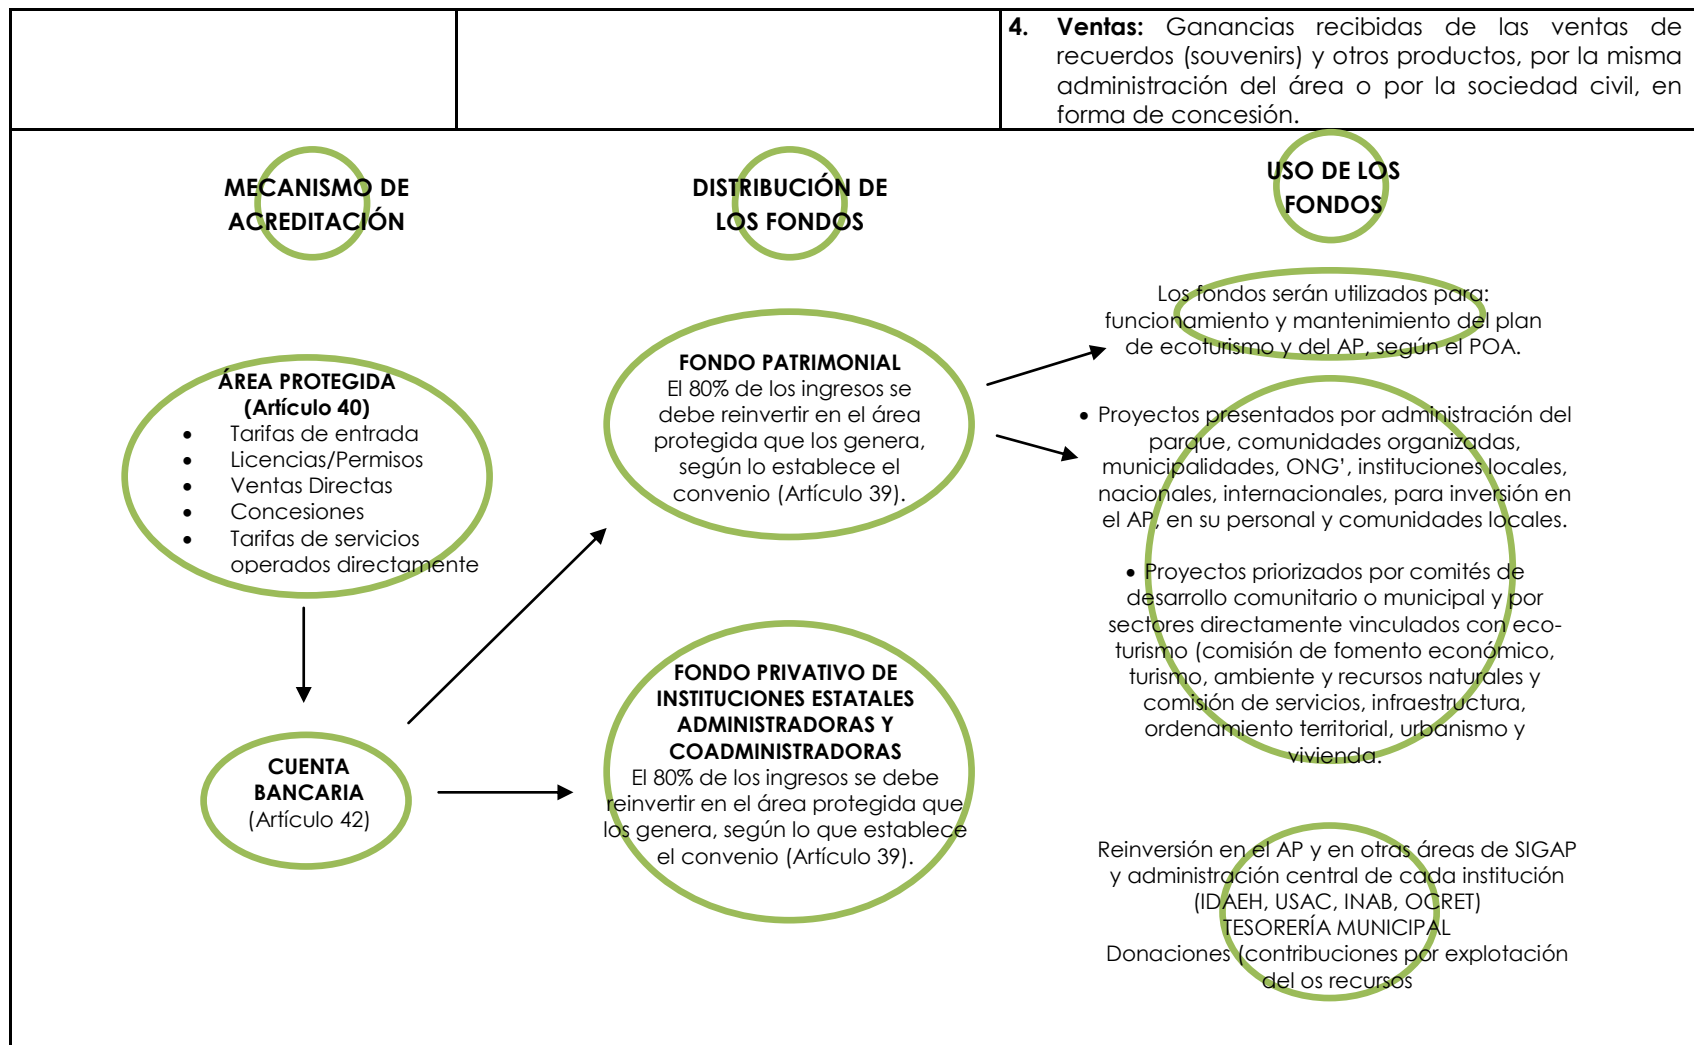 4. Ventas: Ganancias recibidas de las ventas de
recuerdos (souvenirs) y otros productos, por la misma
administración del área o por la sociedad civil, en
forma de concesión.
MECANISMO DE
ACREDITACIÓN
DISTRIBUCIÓN DE
LOS FONDOS
USO DE LOS
FONDOS
ÁREA PROTEGIDA
(Artículo 40)
• Tarifas de entrada
• Licencias/Permisos
• Ventas Directas
• Concesiones
• Tarifas de servicios
operados directamente
CUENTA
BANCARIA
(Artículo 42)
FONDO PATRIMONIAL
El 80% de los ingresos se
debe reinvertir en el área
protegida que los genera,
según lo establece el
convenio (Artículo 39).
FONDO PRIVATIVO DE
INSTITUCIONES ESTATALES
ADMINISTRADORAS Y
COADMINISTRADORAS
El 80% de los ingresos se debe
reinvertir en el área protegida que
los genera, según lo que establece
el convenio (Artículo 39).
Los fondos serán utilizados para:
funcionamiento y mantenimiento del plan
de ecoturismo y del AP, según el POA.
• Proyectos presentados por administración del
parque, comunidades organizadas,
municipalidades, ONG’, instituciones locales,
nacionales, internacionales, para inversión en
el AP, en su personal y comunidades locales.
• Proyectos priorizados por comités de
desarrollo comunitario o municipal y por
sectores directamente vinculados con eco-
turismo (comisión de fomento económico,
turismo, ambiente y recursos naturales y
comisión de servicios, infraestructura,
ordenamiento territorial, urbanismo y
vivienda.
Reinversión en el AP y en otras áreas de SIGAP
y administración central de cada institución
(IDAEH, USAC, INAB, OCRET)
TESORERÍA MUNICIPAL
Donaciones (contribuciones por explotación
del os recursos